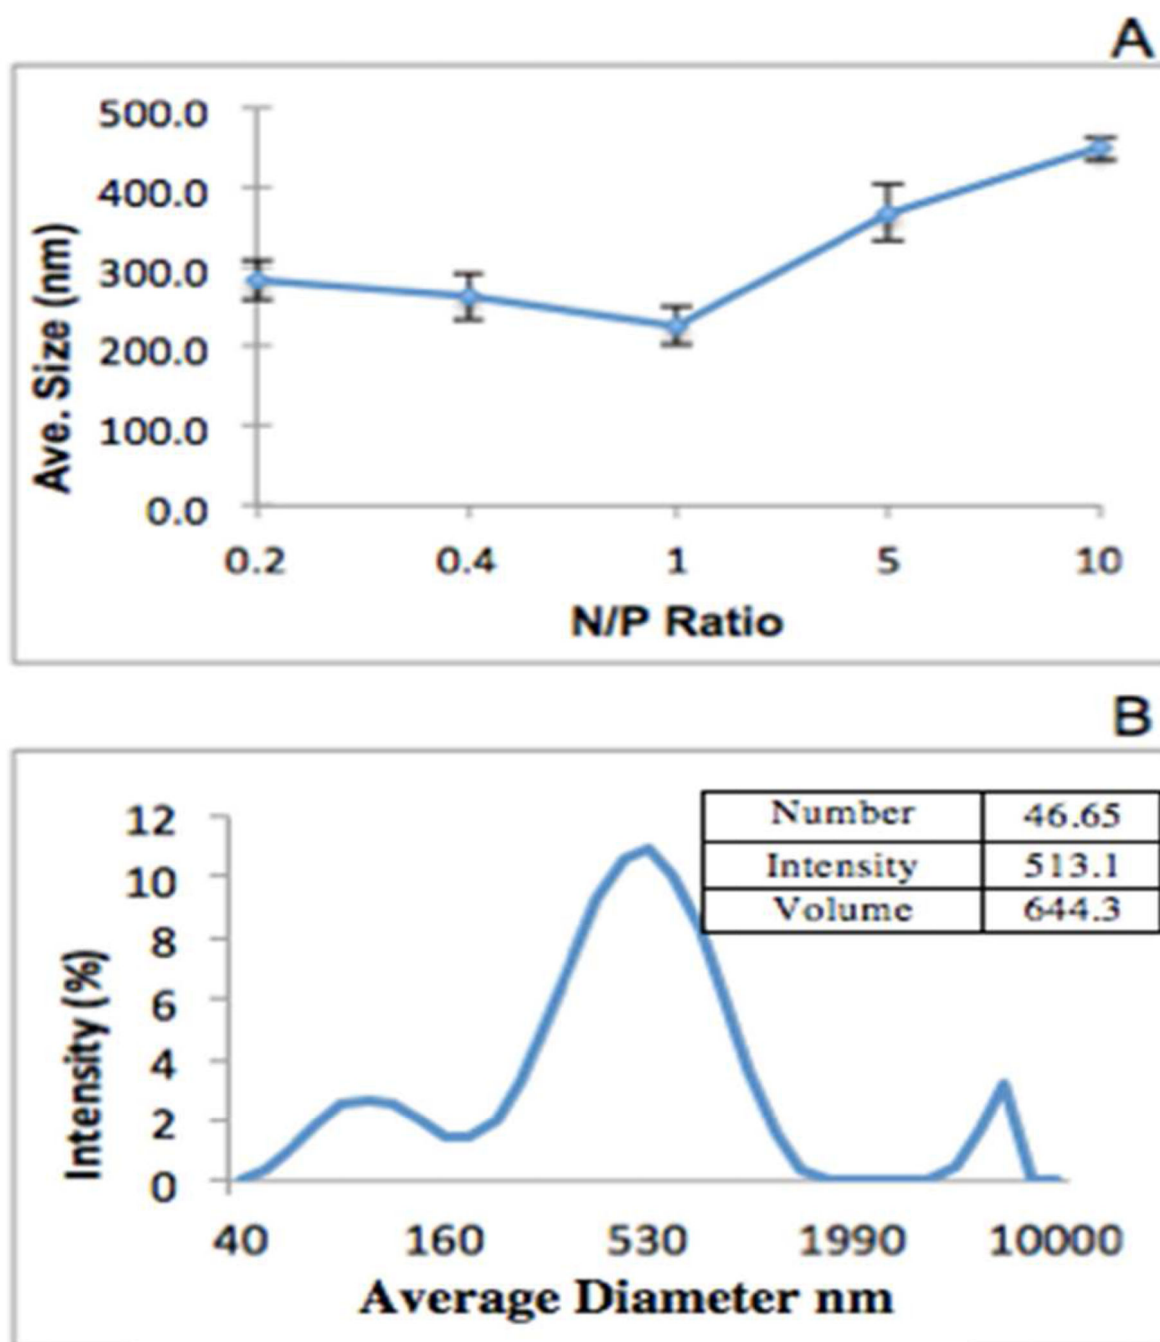 A
500.0
400.0
300.0
200.0
100.0
0.0
Ave. Size (nm)
0.2 0.4 1 5 10
N/P Ratio
B
12
10
8
6
4
2
0
Intensity (%)
Number 46.65
Intensity 513.1
Volume 644.3
40 160 530 1990 10000
Average Diameter nm